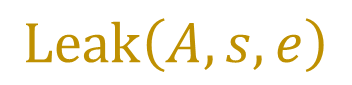 Leak(A, s, e)